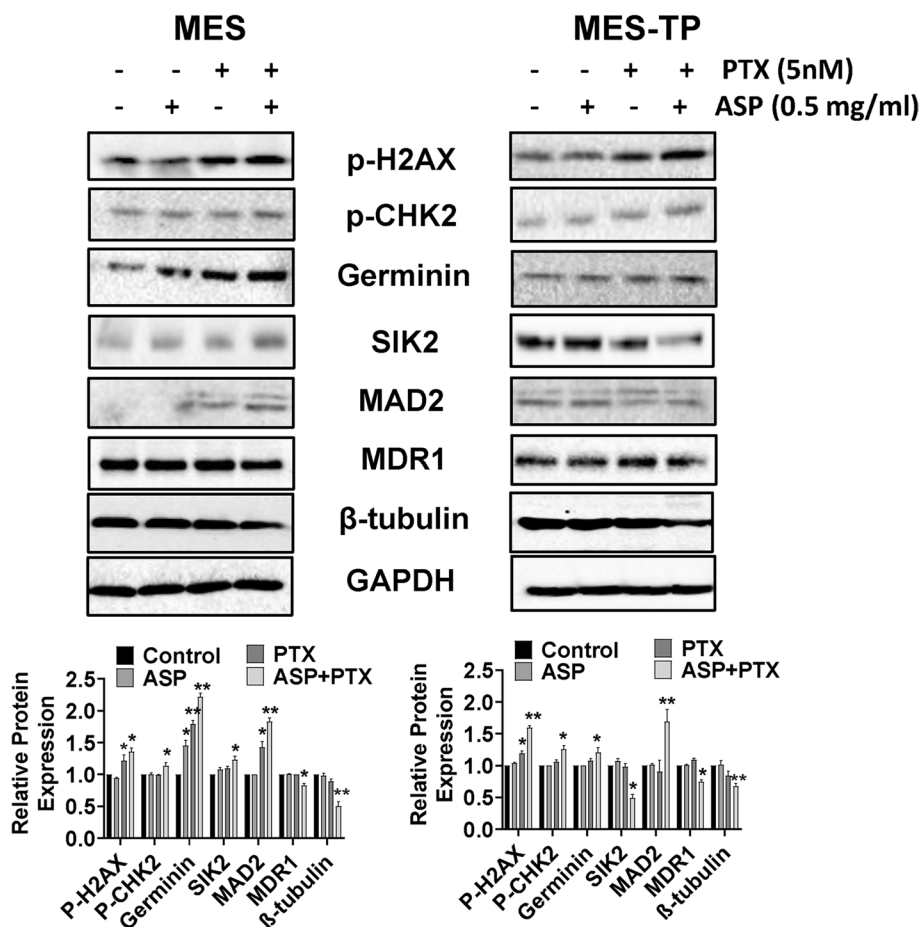 MES MES-TP
- - + + - - + + PTX (5nM)
- + - + - + - + ASP (0.5 mg/ml)
p-H2AX
p-CHK2
Germinin
SIK2
MAD2
MDR1
β-tubulin
GAPDH
Control PTX
ASP ASP+PTX
Relative Protein
Expression
2.5
2.0
1.5
1.0
0.5
0.0
* * * * ** ** * * ** * **
P-H2AX
P-CHK2
Germinin
SIK2
MAD2
MDR1
ß-tubulin
Control PTX
ASP ASP+PTX
Relative Protein
Expression
2.5
2.0
1.5
1.0
0.5
0.0
* ** * * * ** * **
P-H2AX
P-CHK2
Germinin
SIK2
MAD2
MDR1
ß-tubulin